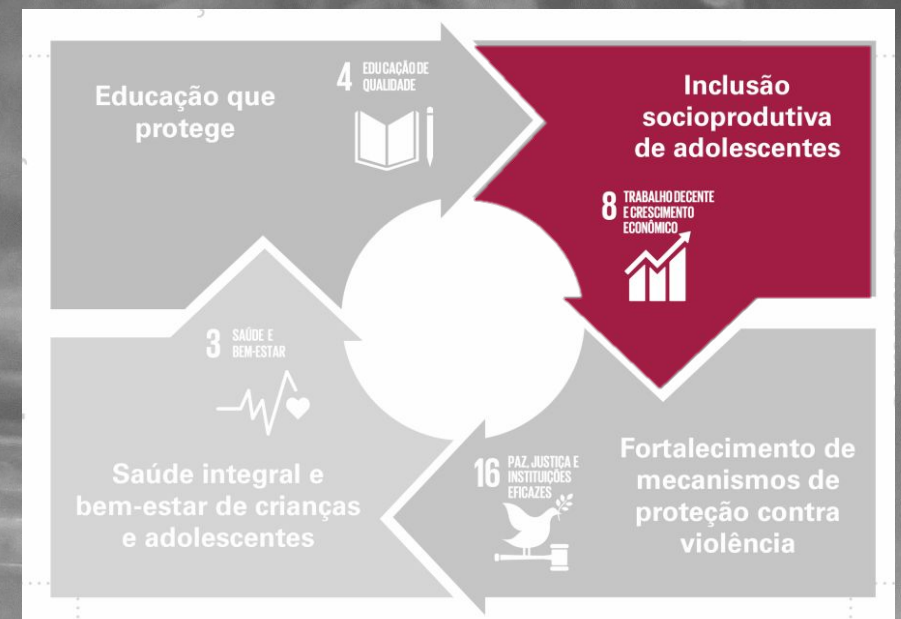 Educação que
protege
4 EDUCAÇÃO DE
QUALIDADE
Inclusão
socioprodutiva
de adolescentes
8 TRABALHO DECENTE
E CRESCIMENTO
ECONÔMICO
3 SAÚDE E
BEM-ESTAR
Saúde integral e
bem-estar de crianças
e adolescentes
16 PAZ, JUSTIÇA E
INSTITUIÇÕES
EFICAZES
Fortalecimento de
mecanismos de
proteção contra
violência